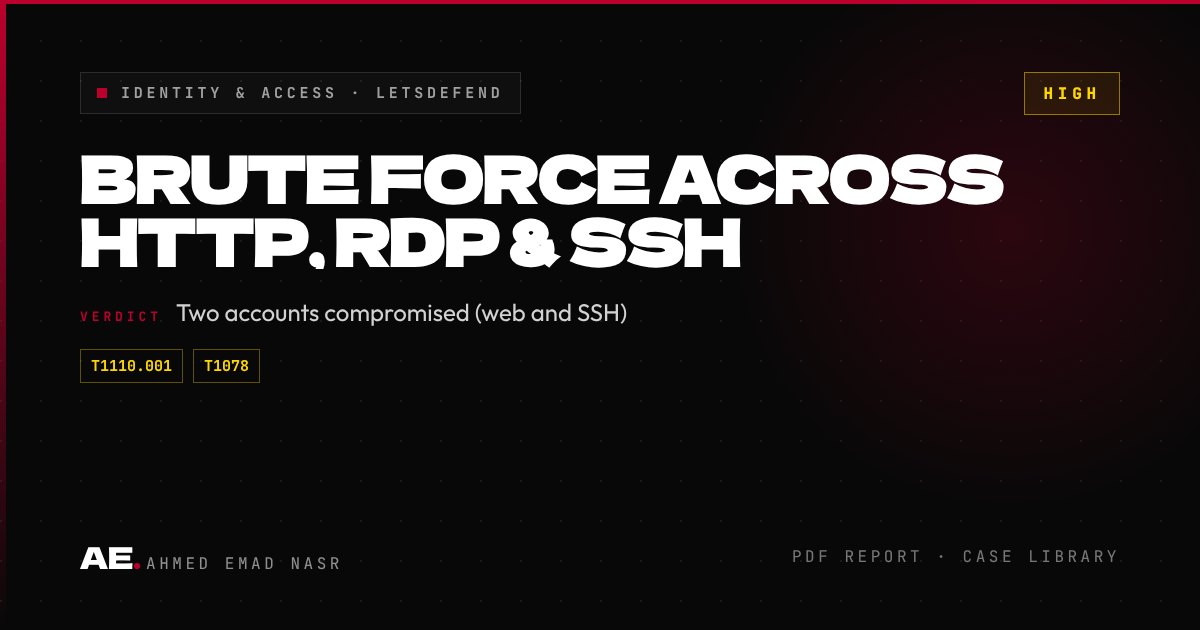 IDENTITY & ACCESS · LETSDEFEND
HIGH
BRUTE FORCE ACROSS
HTTP, RDP & SSH
VERDICT Two accounts compromised (web and SSH)
T1110.001 T1078
AE. AHMED EMAD NASR
PDF REPORT · CASE LIBRARY